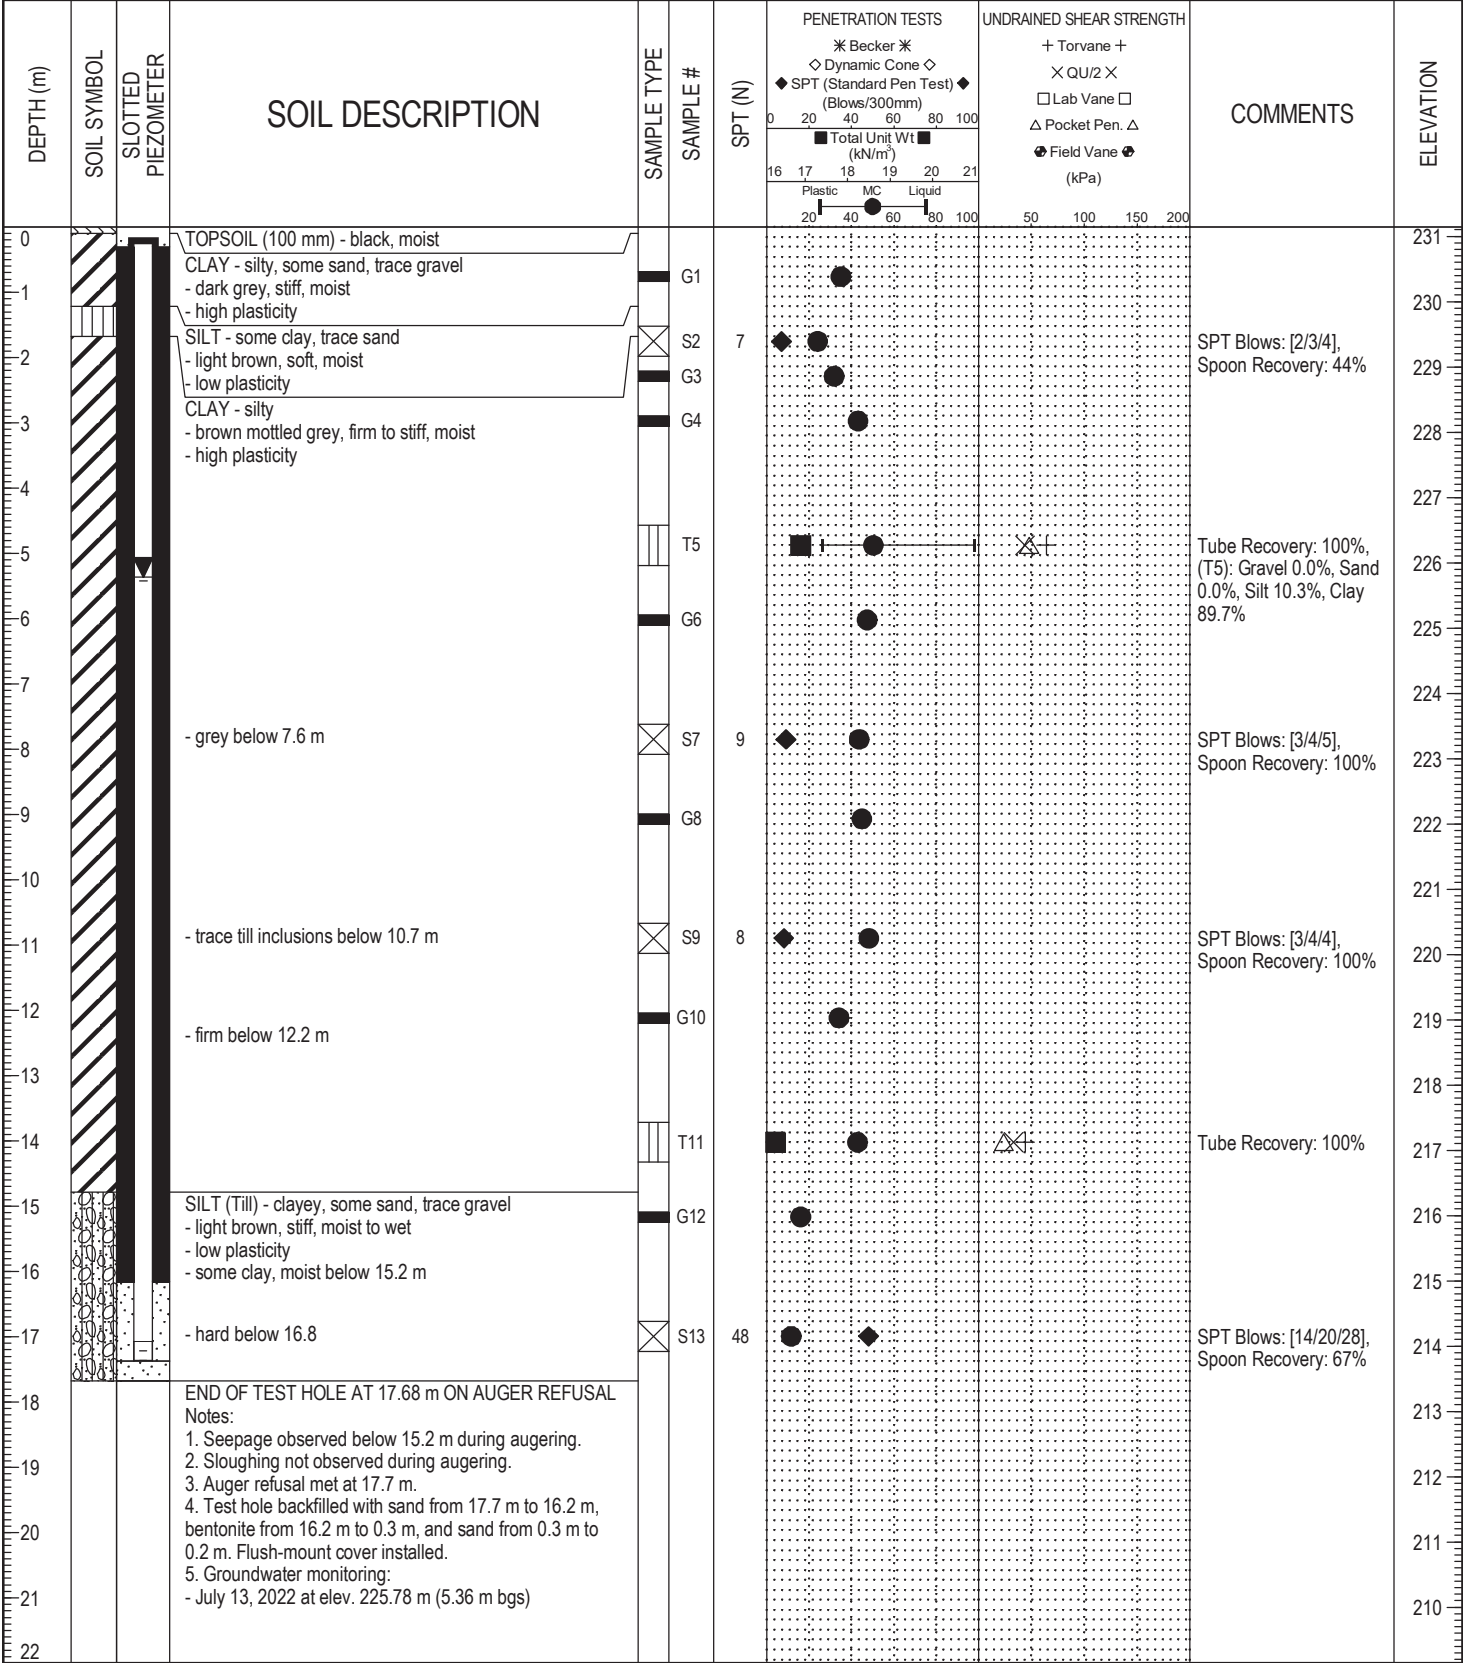 DEPTH (m)
SOIL SYMBOL
SLOTTED
PIEZOMETER
SOIL DESCRIPTION
SAMPLE TYPE
SAMPLE #
SPT (N)
PENETRATION TESTS
✳ Becker ✳
◇ Dynamic Cone ◇
◆ SPT (Standard Pen Test) ◆
(Blows/300mm)
0 20 40 60 80 100
■ Total Unit Wt ■
(kN/m³)
16 17 18 19 20 21
Plastic MC Liquid
20 40 60 80 100
UNDRAINED SHEAR STRENGTH
+ Torvane +
× QU/2 ×
□ Lab Vane □
△ Pocket Pen. △
Field Vane
(kPa)
50 100 150 200
COMMENTS
ELEVATION
0
1
2
3
4
5
6
7
8
9
10
11
12
13
14
15
16
17
18
19
20
21
22
TOPSOIL (100 mm) - black, moist
CLAY - silty, some sand, trace gravel
- dark grey, stiff, moist
- high plasticity
SILT - some clay, trace sand
- light brown, soft, moist
- low plasticity
CLAY - silty
- brown mottled grey, firm to stiff, moist
- high plasticity
- grey below 7.6 m
- trace till inclusions below 10.7 m
- firm below 12.2 m
SILT (Till) - clayey, some sand, trace gravel
- light brown, stiff, moist to wet
- low plasticity
- some clay, moist below 15.2 m
- hard below 16.8
END OF TEST HOLE AT 17.68 m ON AUGER REFUSAL
Notes:
1. Seepage observed below 15.2 m during augering.
2. Sloughing not observed during augering.
3. Auger refusal met at 17.7 m.
4. Test hole backfilled with sand from 17.7 m to 16.2 m,
bentonite from 16.2 m to 0.3 m, and sand from 0.3 m to
0.2 m. Flush-mount cover installed.
5. Groundwater monitoring:
- July 13, 2022 at elev. 225.78 m (5.36 m bgs)
G1
S2
G3
G4
T5
G6
S7
G8
S9
G10
T11
G12
S13
7
9
8
48
SPT Blows: [2/3/4],
Spoon Recovery: 44%
Tube Recovery: 100%,
(T5): Gravel 0.0%, Sand
0.0%, Silt 10.3%, Clay
89.7%
SPT Blows: [3/4/5],
Spoon Recovery: 100%
SPT Blows: [3/4/4],
Spoon Recovery: 100%
Tube Recovery: 100%
SPT Blows: [14/20/28],
Spoon Recovery: 67%
231
230
229
228
227
226
225
224
223
222
221
220
219
218
217
216
215
214
213
212
211
210